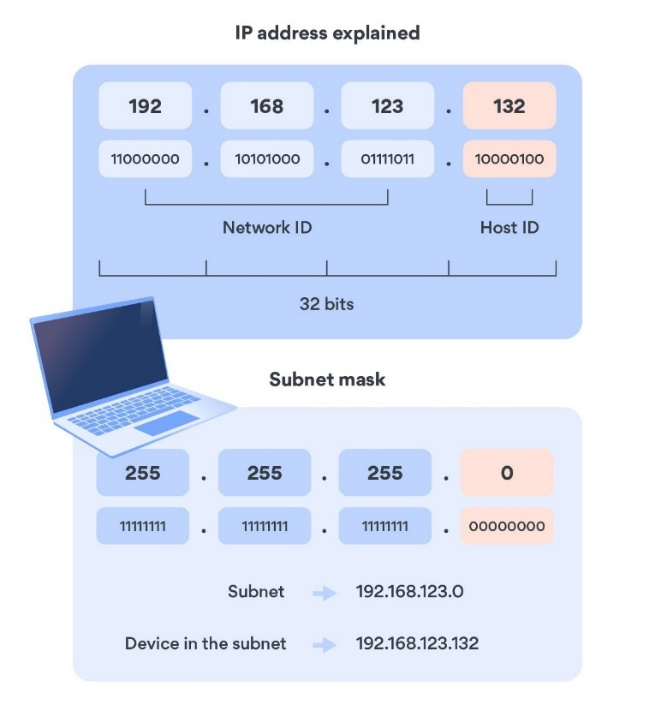 IP address explained
192 . 168 . 123 . 132
11000000 . 10101000 . 01111011 . 10000100
Network ID Host ID
32 bits
Subnet mask
255 . 255 . 255 . 0
11111111 . 11111111 . 11111111 . 00000000
Subnet 192.168.123.0
Device in the subnet 192.168.123.132